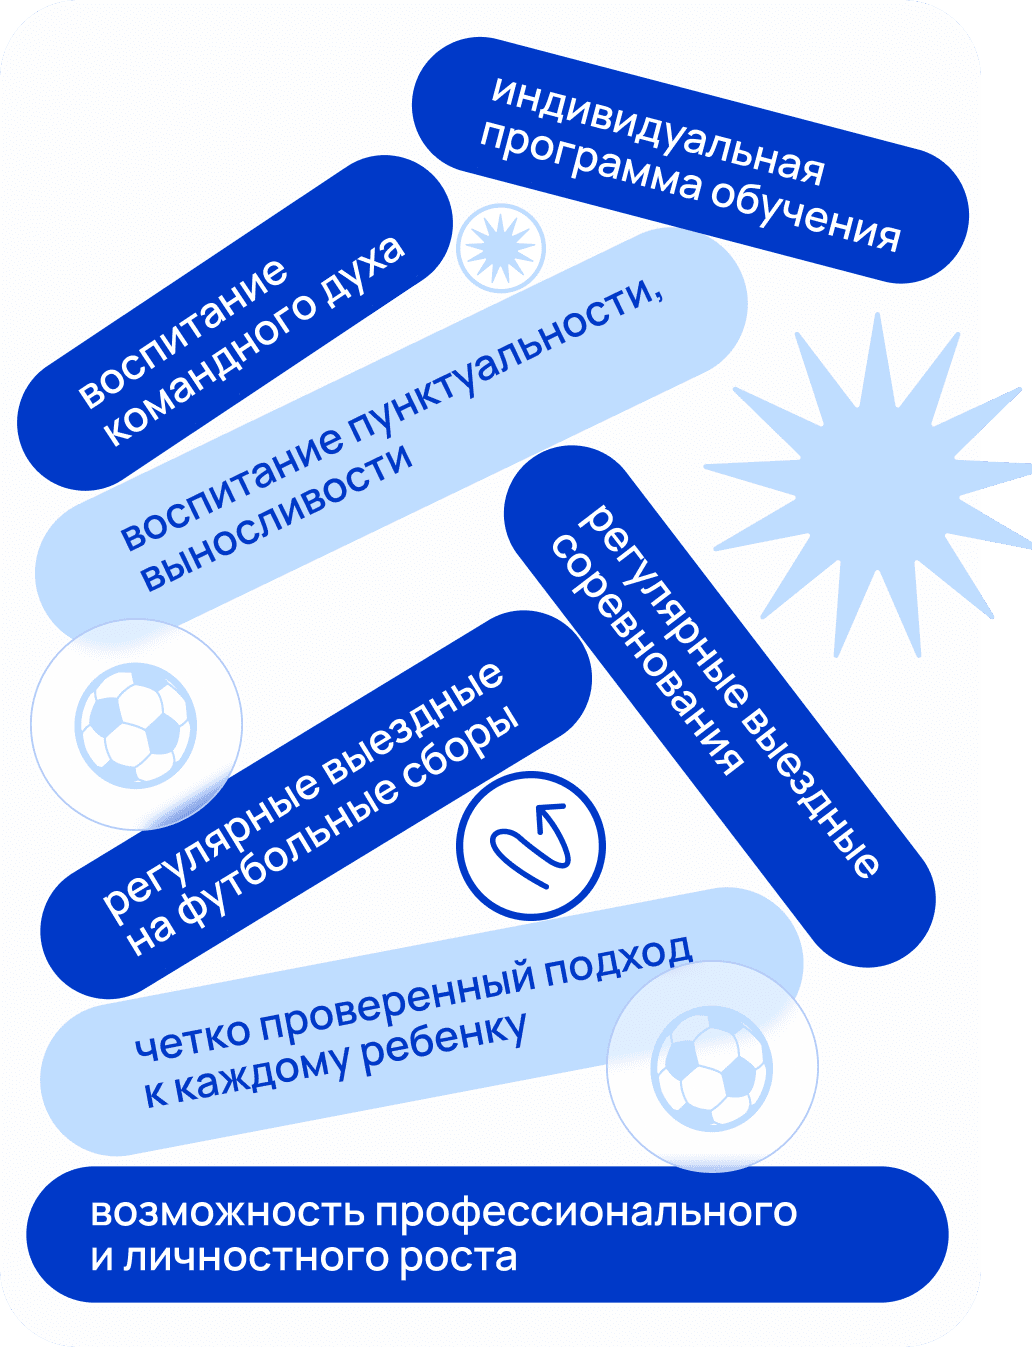 индивидуальная
программа обучения
воспитание
командного духа
воспитание пунктуальности,
выносливости
регулярные выездные
соревнования
регулярные выездные
на футбольные сборы
четко проверенный подход
к каждому ребенку
возможность профессионального
и личностного роста